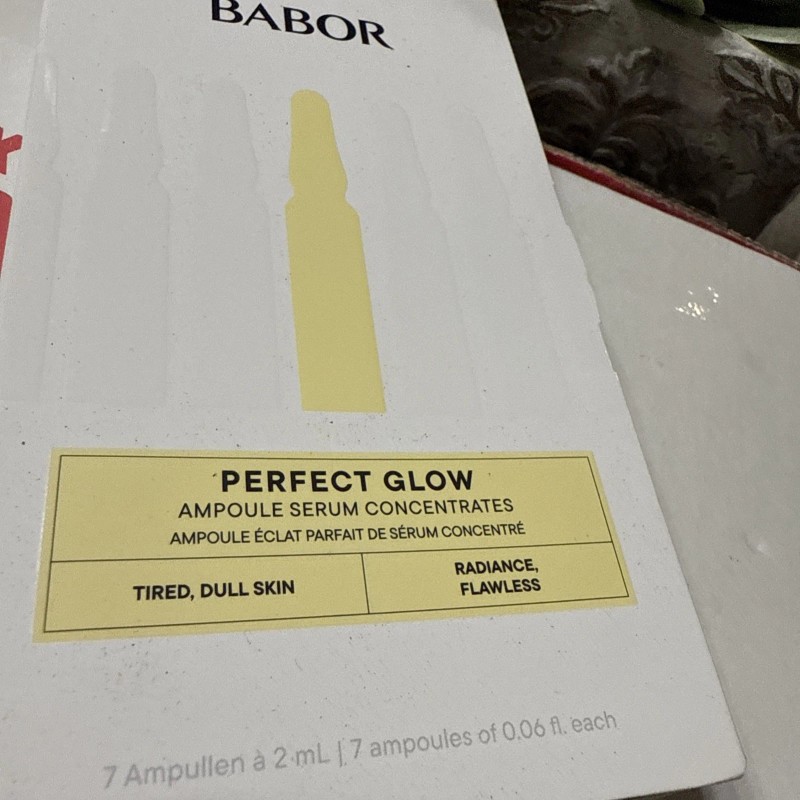 BABOR
PERFECT GLOW
AMPOULE SERUM CONCENTRATES
AMPOULE ÉCLAT PARFAIT DE SÉRUM CONCENTRÉ
TIRED, DULL SKIN
RADIANCE,
FLAWLESS
7 Ampullen à 2 mL | 7 ampoules of 0.06 fl. each